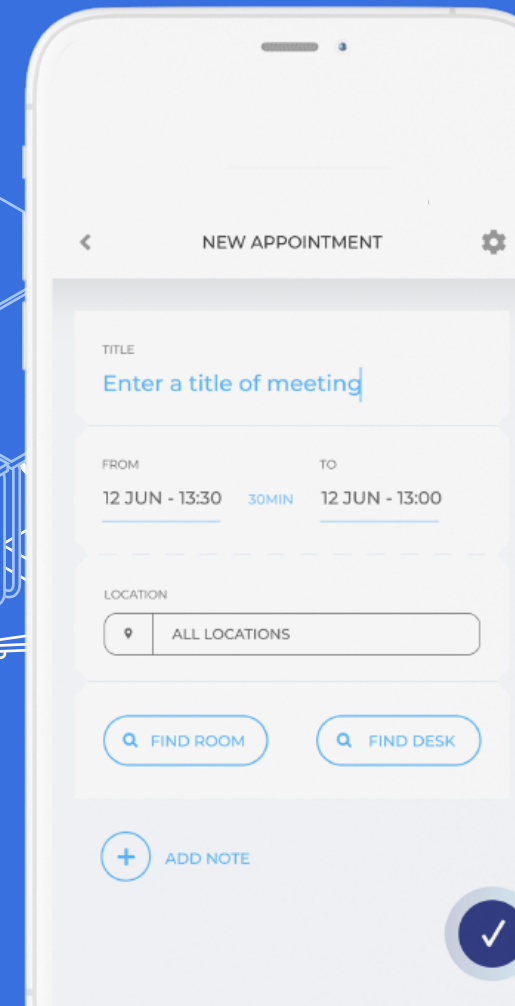 NEW APPOINTMENT
TITLE
Enter a title of meeting
FROM TO
12 JUN - 13:30 30MIN 12 JUN - 13:00
LOCATION
ALL LOCATIONS
FIND ROOM FIND DESK
ADD NOTE